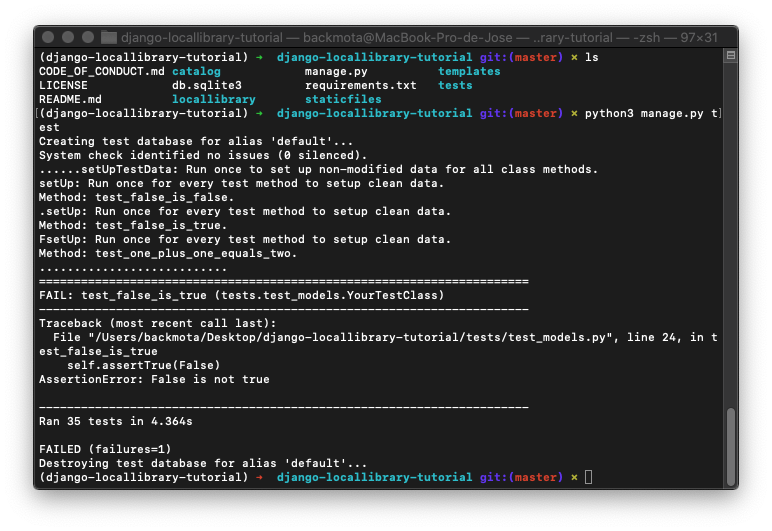 django-locallibrary-tutorial — backmota@MacBook-Pro-de-Jose — ..rary-tutorial — -zsh — 97×31
(django-locallibrary-tutorial) → django-locallibrary-tutorial git:(master) × ls
CODE_OF_CONDUCT.md catalog manage.py templates
LICENSE db.sqlite3 requirements.txt tests
README.md locallibrary staticfiles
[(django-locallibrary-tutorial) → django-locallibrary-tutorial git:(master) × python3 manage.py t]
est
Creating test database for alias 'default'...
System check identified no issues (0 silenced).
......setUpTestData: Run once to set up non-modified data for all class methods.
setUp: Run once for every test method to setup clean data.
Method: test_false_is_false.
.setUp: Run once for every test method to setup clean data.
Method: test_false_is_true.
FsetUp: Run once for every test method to setup clean data.
Method: test_one_plus_one_equals_two.
...........................
======================================================================
FAIL: test_false_is_true (tests.test_models.YourTestClass)
----------------------------------------------------------------------
Traceback (most recent call last):
File "/Users/backmota/Desktop/django-locallibrary-tutorial/tests/test_models.py", line 24, in t
est_false_is_true
self.assertTrue(False)
AssertionError: False is not true
----------------------------------------------------------------------
Ran 35 tests in 4.364s
FAILED (failures=1)
Destroying test database for alias 'default'...
(django-locallibrary-tutorial) → django-locallibrary-tutorial git:(master) ×